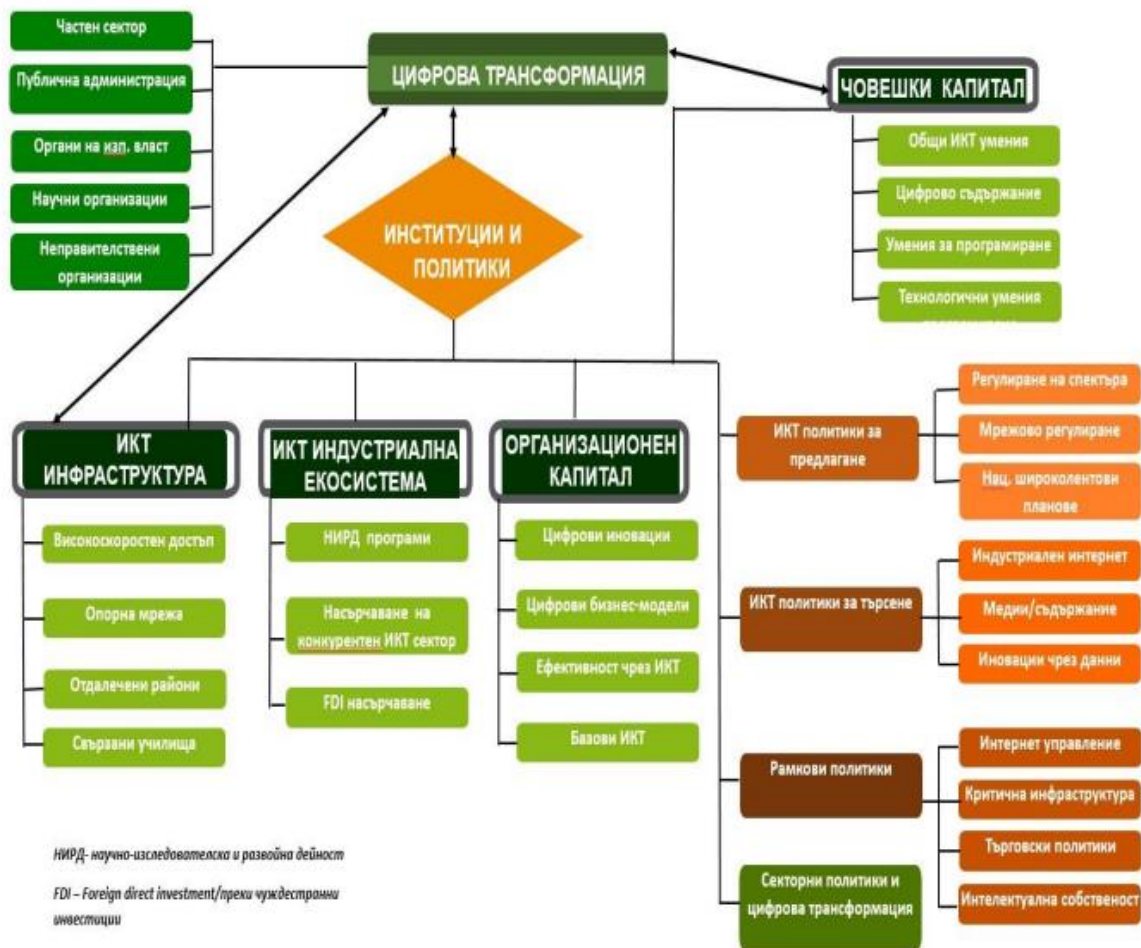 Частен сектор
Публична администрация
Органи на изп. власт
Научни организации
Неправителствени
организации
ЦИФРОВА ТРАНСФОРМАЦИЯ
ЧОВЕШКИ КАПИТАЛ
Общи ИКТ умения
Цифрово съдържание
Умения за програмиране
Технологични умения
ИНСТИТУЦИИ И
ПОЛИТИКИ
ИКТ
ИНФРАСТРУКТУРА
Високоскоростен достъп
Опорна мрежа
Отдалечени райони
Свързвани училища
ИКТ ИНДУСТРИАЛНА
ЕКОСИСТЕМА
НИРД програми
Насърчаване на
конкурентен ИКТ сектор
FDI насърчаване
ОРГАНИЗАЦИОНЕН
КАПИТАЛ
Цифрови иновации
Цифрови бизнес-модели
Ефективност чрез ИКТ
Базови ИКТ
ИКТ политики за
предлагане
Регулиране на спектъра
Мрежово регулиране
Нац. широколентови
планове
ИКТ политики за търсене
Индустриален интернет
Медии/съдържание
Иновации чрез данни
Рамкови политики
Интернет управление
Критична инфраструктура
Търговски политики
Интелектуална собственост
Секторни политики и
цифрова трансформация
НИРД- научно-изследователска и развойна дейност
FDI – Foreign direct investment/преки чуждестранни
инвестиции